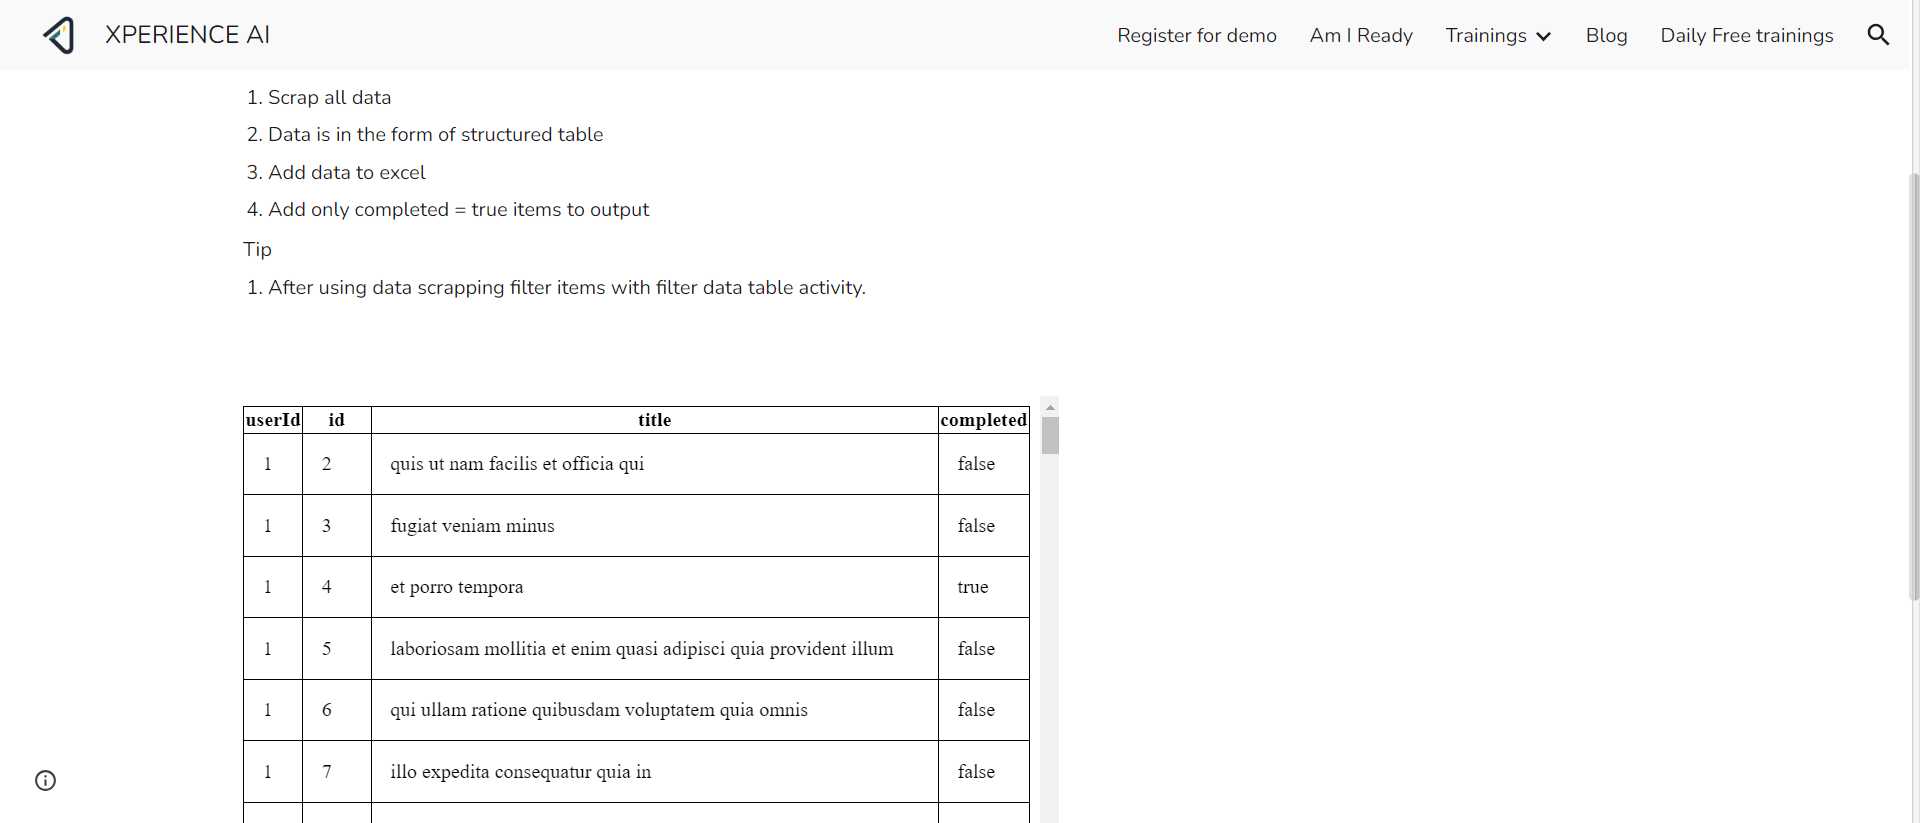 XPERIENCE AI
Register for demo Am I Ready Trainings Blog Daily Free trainings
1. Scrap all data
2. Data is in the form of structured table
3. Add data to excel
4. Add only completed = true items to output
Tip
1. After using data scrapping filter items with filter data table activity.
userId id title completed
1 2 quis ut nam facilis et officia qui false
1 3 fugiat veniam minus false
1 4 et porro tempora true
1 5 laboriosam mollitia et enim quasi adipisci quia provident illum false
1 6 qui ullam ratione quibusdam voluptatem quia omnis false
1 7 illo expedita consequatur quia in false